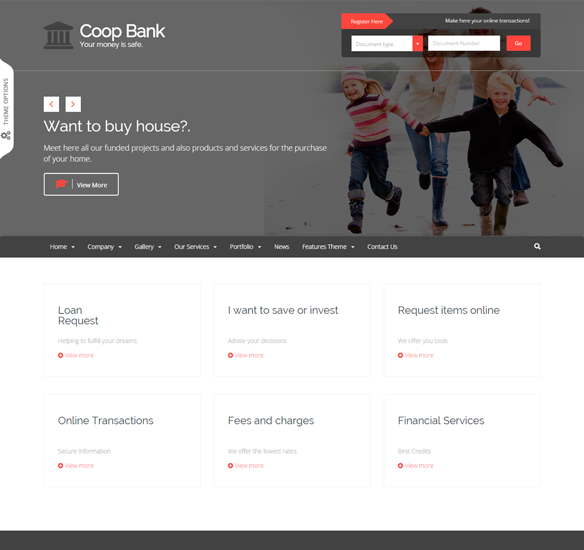 Coop Bank
Your money is safe.
Register Here
Make here your online transactions!
Document type
Document Number
Go
THEME OPTIONS
Want to buy house?.
Meet here all our funded projects and also products and services for the purchase
of your home.
View More
Home
Company
Gallery
Our Services
Portfolio
News
Features Theme
Contact Us
Loan
Request
Helping to fulfill your dreams.
View more
I want to save or invest
Advise your decisions
View more
Request items online
We offer you tools
View more
Online Transactions
Secure information
View more
Fees and charges
We offer the lowest rates
View more
Financial Services
Best Credits
View more